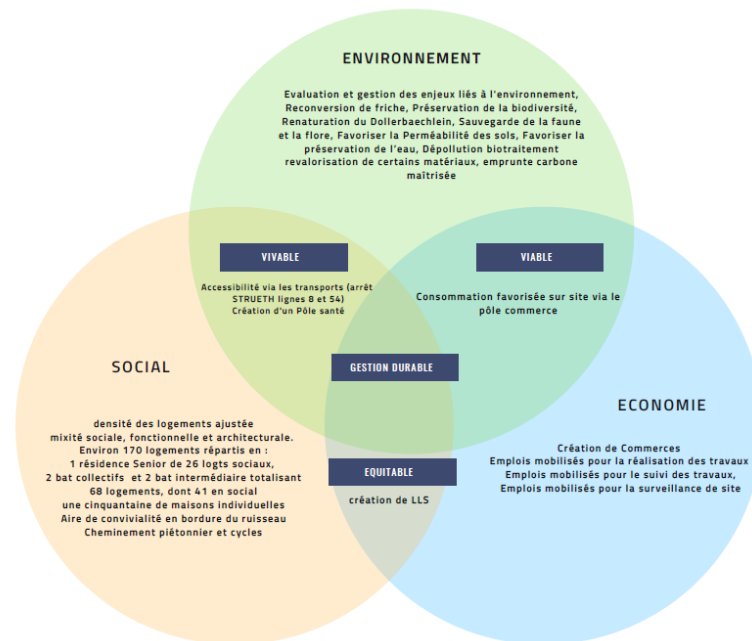 ENVIRONNEMENT
Evaluation et gestion des enjeux liés à l'environnement,
Reconversion de friche, Préservation de la biodiversité,
Renaturation du Dollerbaechlein, Sauvegarde de la faune
et la flore, Favoriser la Perméabilité des sols, Favoriser la
préservation de l'eau, Dépollution biotraitement
revalorisation de certains matériaux, emprunte carbone
maîtrisée
VIVABLE
Accessibilité via les transports (arrêt
STRUETH lignes 8 et 54)
Création d'un Pôle santé
VIABLE
Consommation favorisée sur site via le
pôle commerce
GESTION DURABLE
SOCIAL
densité des logements ajustée
mixité sociale, fonctionnelle et architecturale.
Environ 170 logements répartis en :
1 résidence Senior de 26 logts sociaux,
2 bat collectifs et 2 bat intermédiaire totalisant
68 logements, dont 41 en social
une cinquantaine de maisons individuelles
Aire de convivialité en bordure du ruisseau
Cheminement piétonnier et cycles
EQUITABLE
création de LLS
ECONOMIE
Création de Commerces
Emplois mobilisés pour la réalisation des travaux
Emplois mobilisés pour le suivi des travaux,
Emplois mobilisés pour la surveillance de site